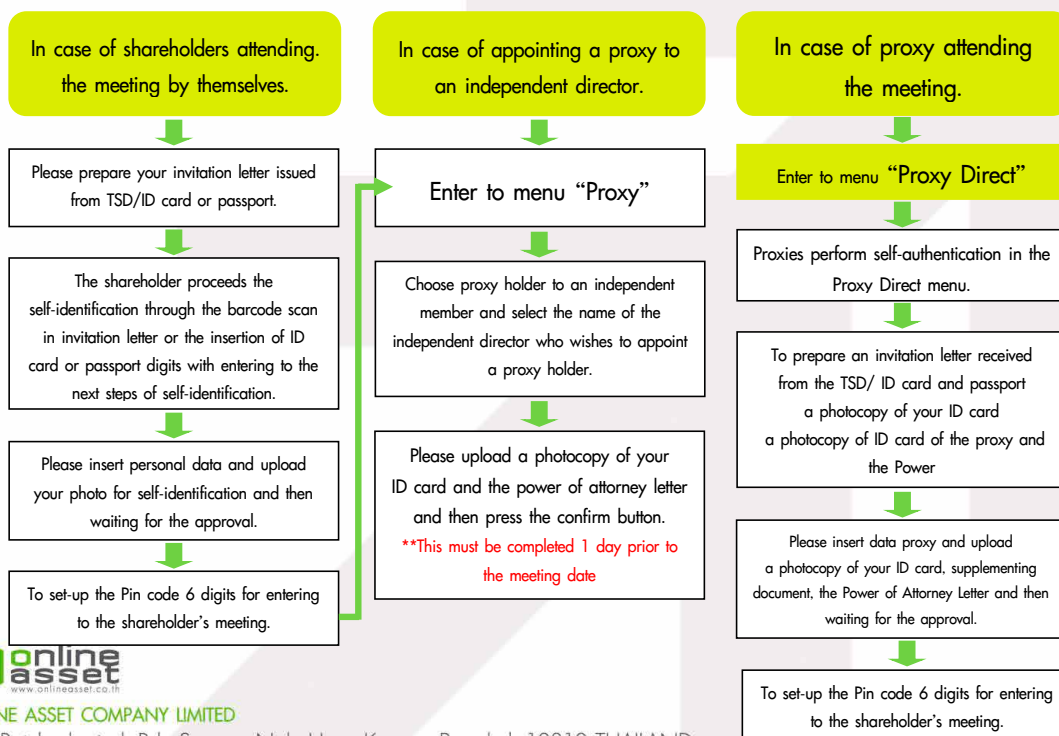 In case of shareholders attending.
the meeting by themselves.
Please prepare your invitation letter issued
from TSD/ID card or passport.
The shareholder proceeds the
self-identification through the barcode scan
in invitation letter or the insertion of ID
card or passport digits with entering to the
next steps of self-identification.
Please insert personal data and upload
your photo for self-identification and then
waiting for the approval.
To set-up the Pin code 6 digits for entering
to the shareholder's meeting.
In case of appointing a proxy to
an independent director.
Enter to menu “Proxy”
Choose proxy holder to an independent
member and select the name of the
independent director who wishes to appoint
a proxy holder.
Please upload a photocopy of your
ID card and the power of attorney letter
and then press the confirm button.
**This must be completed 1 day prior to
the meeting date
In case of proxy attending
the meeting.
Enter to menu “Proxy Direct”
Proxies perform self-authentication in the
Proxy Direct menu.
To prepare an invitation letter received
from the TSD/ ID card and passport
a photocopy of your ID card
a photocopy of ID card of the proxy and
the Power
Please insert data proxy and upload
a photocopy of your ID card, supplementing
document, the Power of Attorney Letter and then
waiting for the approval.
To set-up the Pin code 6 digits for entering
to the shareholder's meeting.
online
asset
www.onlineasset.co.th
NE ASSET COMPANY LIMITED
THAILAND